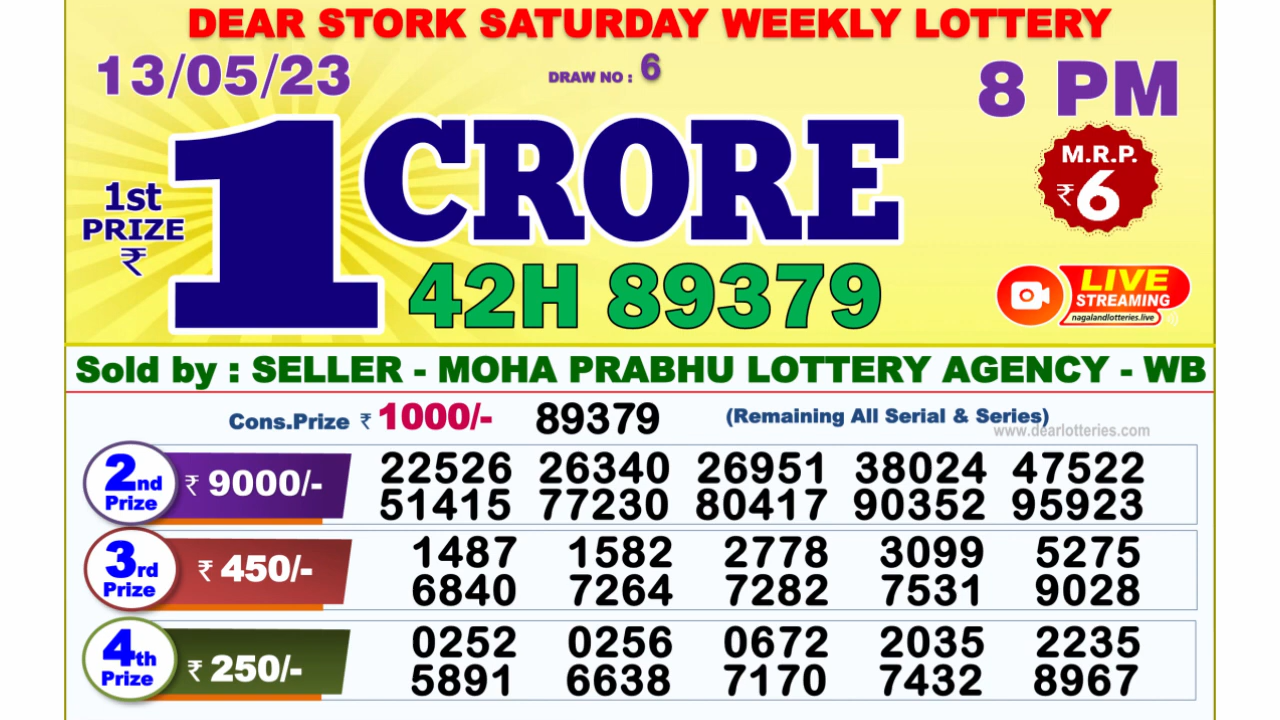 DEAR STORK SATURDAY WEEKLY LOTTERY
13/05/23
DRAW NO : 6
8 PM
1st
PRIZE
₹
1 CRORE
M.R.P.
₹ 6
42H 89379
LIVE
STREAMING
nagalandlotteries.live
Sold by : SELLER - MOHA PRABHU LOTTERY AGENCY - WB
Cons.Prize ₹ 1000/- 89379 (Remaining All Serial & Series)
www.dearlotteries.com
2nd
Prize
₹ 9000/-
22526 26340 26951 38024 47522
51415 77230 80417 90352 95923
3rd
Prize
₹ 450/-
1487 1582 2778 3099 5275
6840 7264 7282 7531 9028
4th
Prize
₹ 250/-
0252 0256 0672 2035 2235
5891 6638 7170 7432 8967